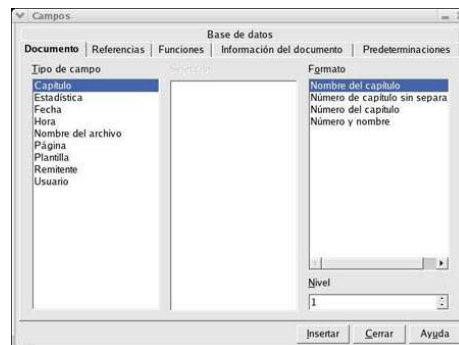 Campos
Base de datos
Documento Referencias Funciones Información del documento Predeterminaciones
Tipo de campo
Capítulo
Estadística
Fecha
Hora
Nombre del archivo
Página
Plantilla
Remitente
Usuario
Selección
Formato
Nombre del capítulo
Número de capítulo sin separa
Número del capítulo
Número y nombre
Nivel
1
Insertar Cerrar Ayuda